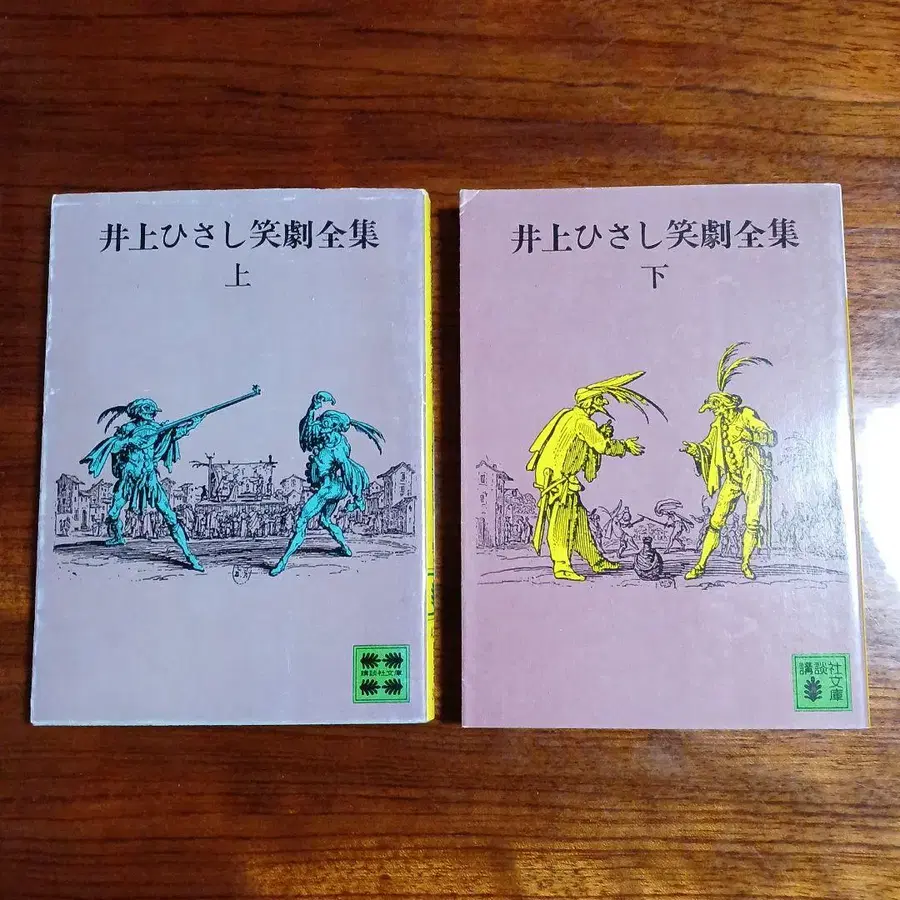 井上ひさし笑劇全集
上
講談社文庫
井上ひさし笑劇全集
下
講談社
文
庫